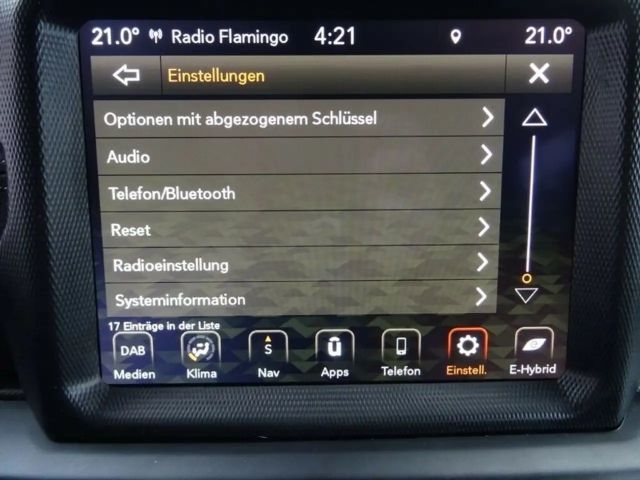 21.0° Radio Flamingo 4:21 21.0°
Einstellungen
Optionen mit abgezogenem Schlüssel
Audio
Telefon/Bluetooth
Reset
Radioeinstellung
Systeminformation
17 Einträge in der Liste
DAB S ū
Medien Klima Nav Apps Telefon Einstell. E-Hybrid